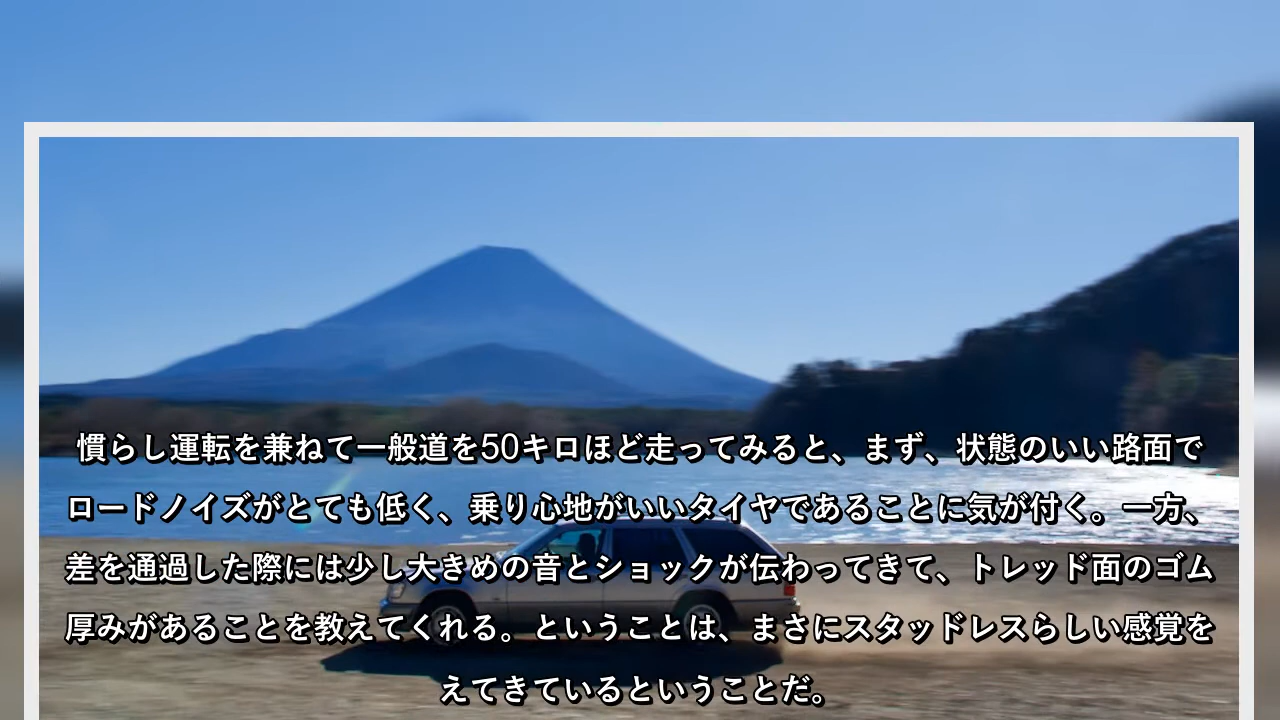 慣らし運転を兼ねて一般道を50キロほど走ってみると、まず、状態のいい路面で
ロードノイズがとても低く、乗り心地がいいタイヤであることに気が付く。一方、
差を通過した際には少し大きめの音とショックが伝わってきて、トレッド面のゴム
厚みがあることを教えてくれる。ということは、まさにスタッドレスらしい感覚を
えてきているということだ。